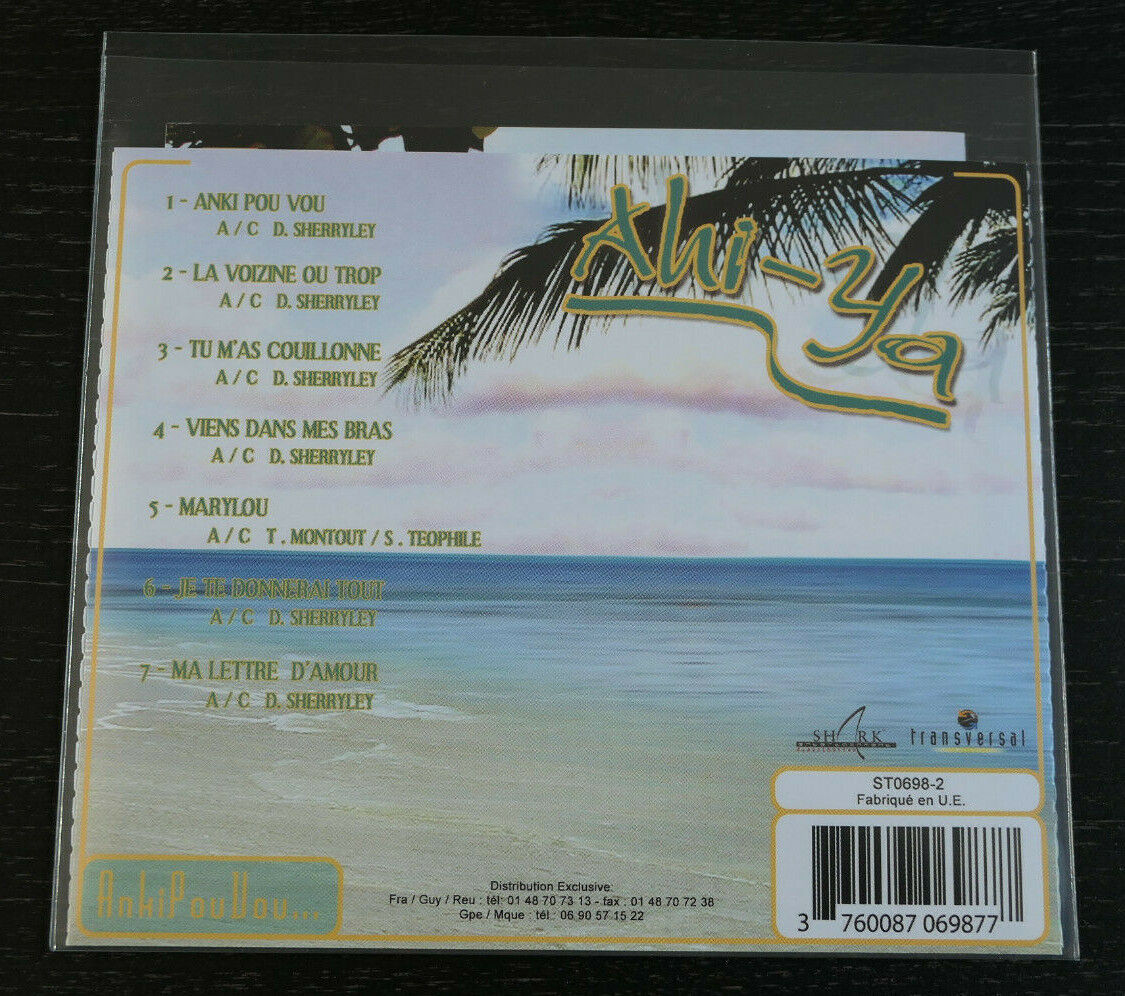 1 - ANKI POU VOU
A / C D. SHERRYLEY
2 - LA VOIZINE OU TROP
A / C D. SHERRYLEY
3 - TU M'AS COUILLONNE
A / C D. SHERRYLEY
4 - VIENS DANS MES BRAS
A / C D. SHERRYLEY
5 - MARYLOU
A / C T . MONTOUT / S . TEOPHILE
6 - JE TE DONNERAI TOUT
A / C D. SHERRYLEY
7 - MA LETTRE D'AMOUR
A / C D. SHERRYLEY
Ahi-Ya
SHARK
transversal
ST0698-2
Fabriqué en U.E.
3 760087 069877
AnkiPouVou...
Distribution Exclusive:
Fra / Guy / Reu : tél: 01 48 70 73 13 - fax : 01 48 70 72 38
Gpe / Mque : tél.: 06 90 57 15 22